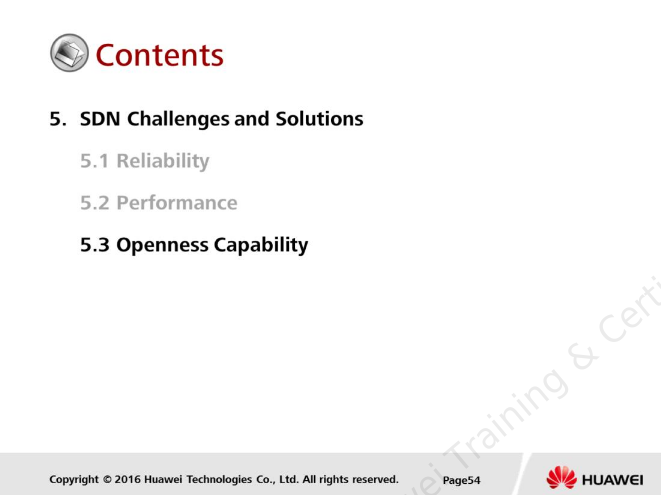 Contents
5. SDN Challenges and Solutions
5.1 Reliability
5.2 Performance
5.3 Openness Capability
ei Training & Certi
Copyright © 2016 Huawei Technologies Co., Ltd. All rights reserved.
Page54
HUAWEI